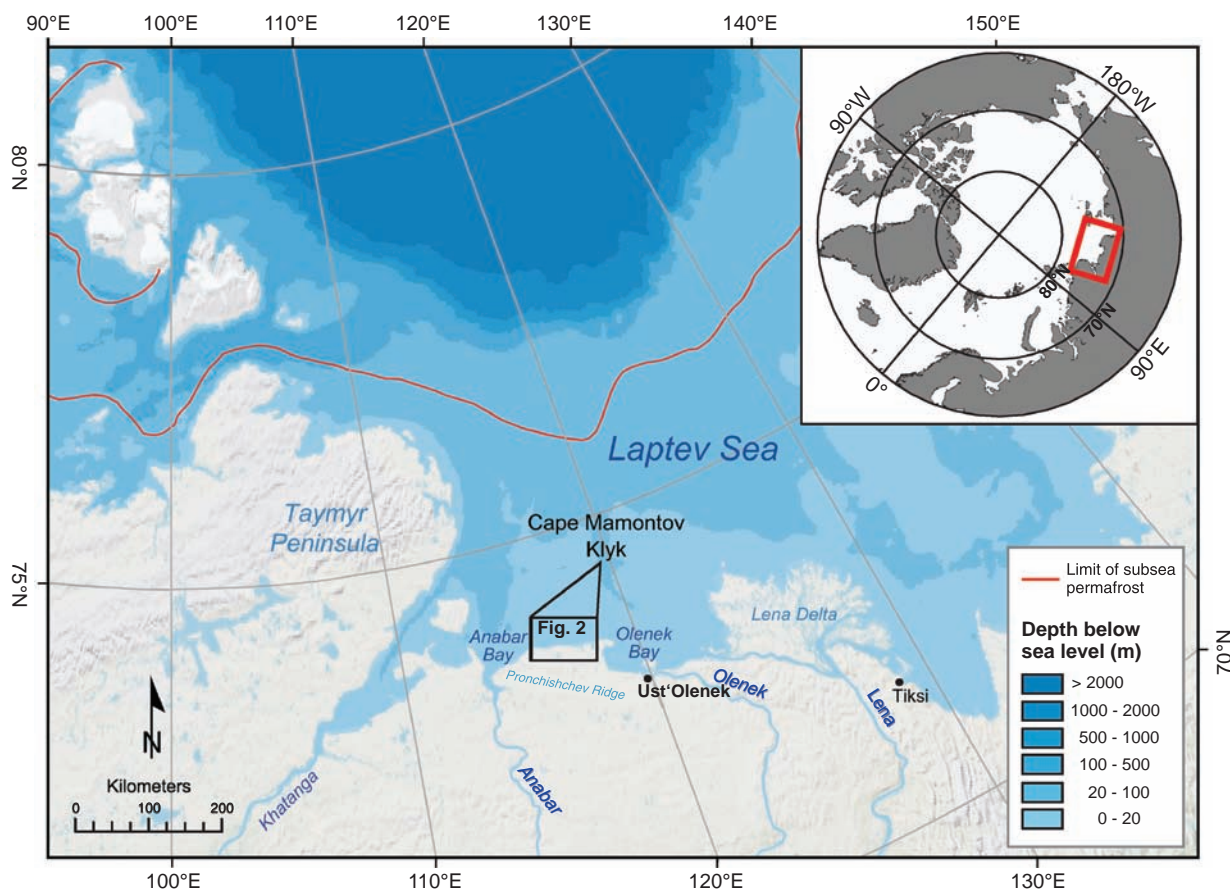 90°E
100°E
110°E
120°E
130°E
140°E
150°E
80°N
75°N
70°N
90°W
180°W
80°N
70°N
0°
90°E
Laptev Sea
Taymyr
Peninsula
Cape Mamontov
Klyk
Fig. 2
Anabar
Bay
Olenek
Bay
Lena Delta
Pronchishchev Ridge
Ust‘Olenek
Olenek
Lena
Tiksi
Anabar
Khatanga
N
Kilometers
0 100 200
Limit of subsea
permafrost
Depth below
sea level (m)
> 2000
1000 - 2000
500 - 1000
100 - 500
20 - 100
0 - 20
100°E
110°E
120°E
130°E